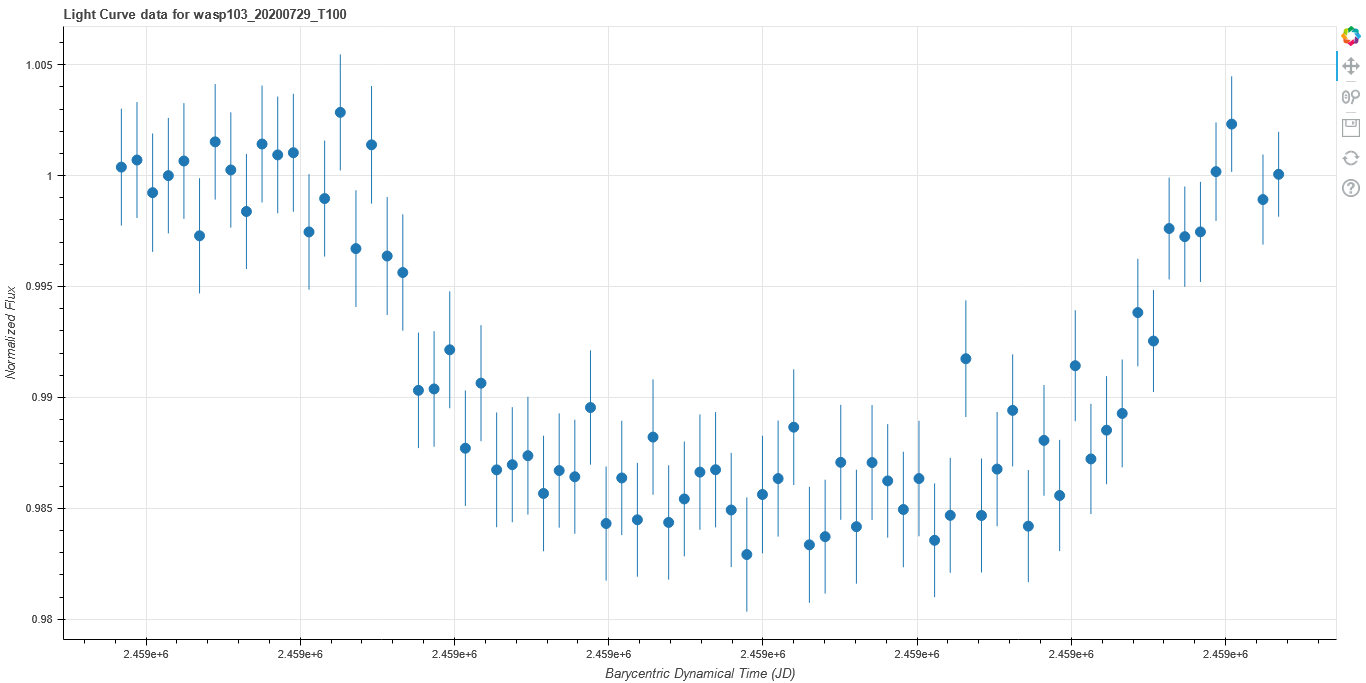 Light Curve data for wasp103_20200729_T100
1.005
1
0.995
0.99
0.985
0.98
Normalized Flux
2.459e+6 2.459e+6 2.459e+6 2.459e+6 2.459e+6 2.459e+6 2.459e+6 2.459e+6
Barycentric Dynamical Time (JD)